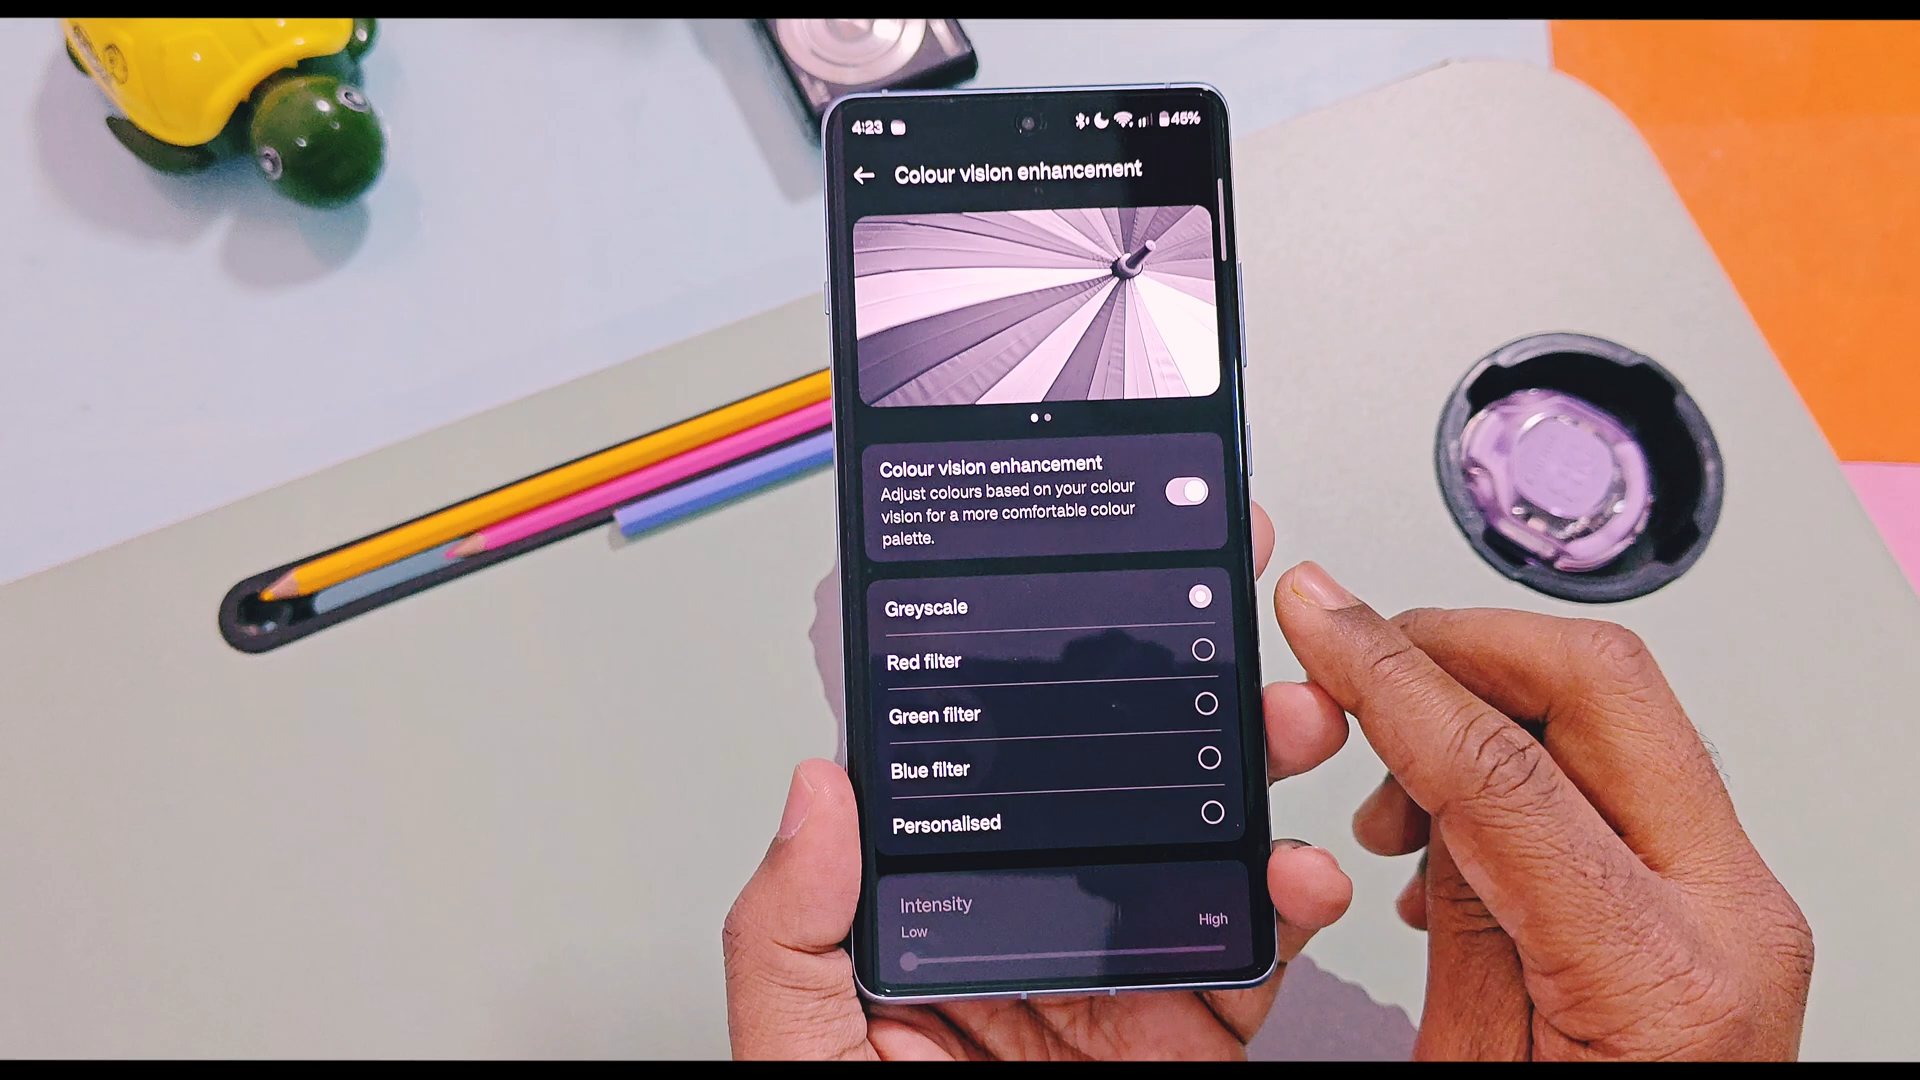 4:23
45%
Colour vision enhancement
Colour vision enhancement
Adjust colours based on your colour
vision for a more comfortable colour
palette.
Greyscale
Red filter
Green filter
Blue filter
Personalised
Intensity
Low
High